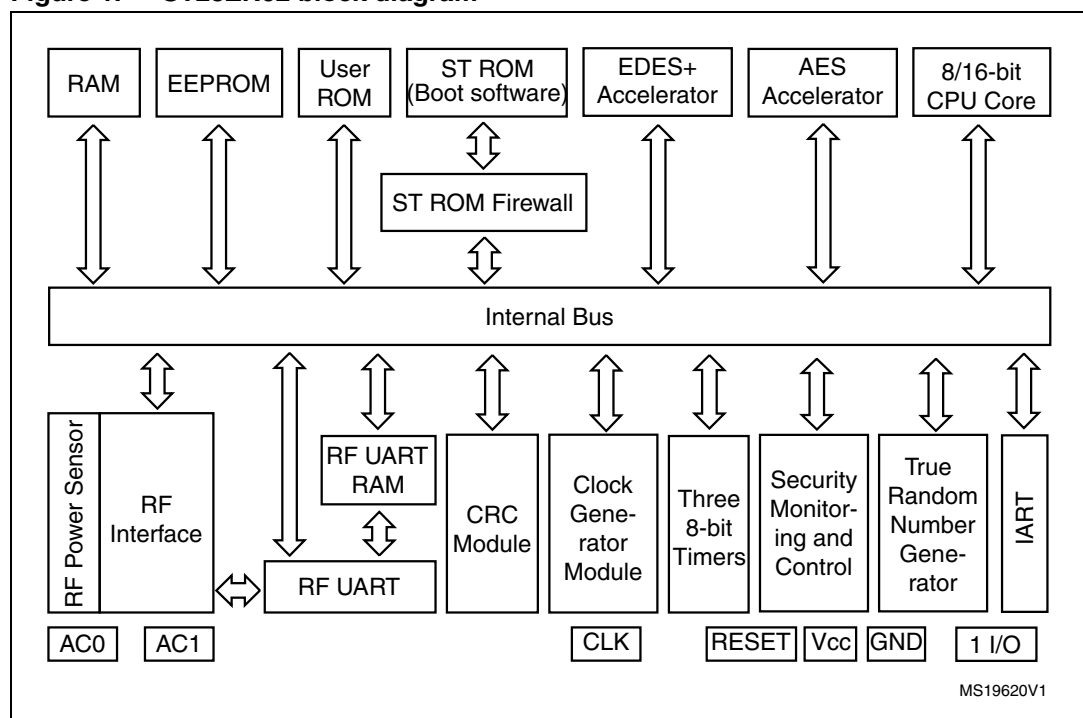 RAM
EEPROM
User
ROM
ST ROM
(Boot software)
EDES+
Accelerator
AES
Accelerator
8/16-bit
CPU Core
ST ROM Firewall
Internal Bus
RF Power Sensor
RF
Interface
RF UART
RAM
RF UART
CRC
Module
Clock
Gene-
rator
Module
Three
8-bit
Timers
Security
Monitor-
ing and
Control
True
Random
Number
Gene-
rator
IART
AC0
AC1
CLK
RESET
Vcc
GND
1 I/O
MS19620V1